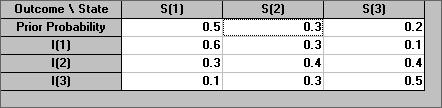 Outcome \ State S(1) S(2) S(3)
Prior Probability 0.5 0.3 0.2
I(1) 0.6 0.3 0.1
I(2) 0.3 0.4 0.4
I(3) 0.1 0.3 0.5